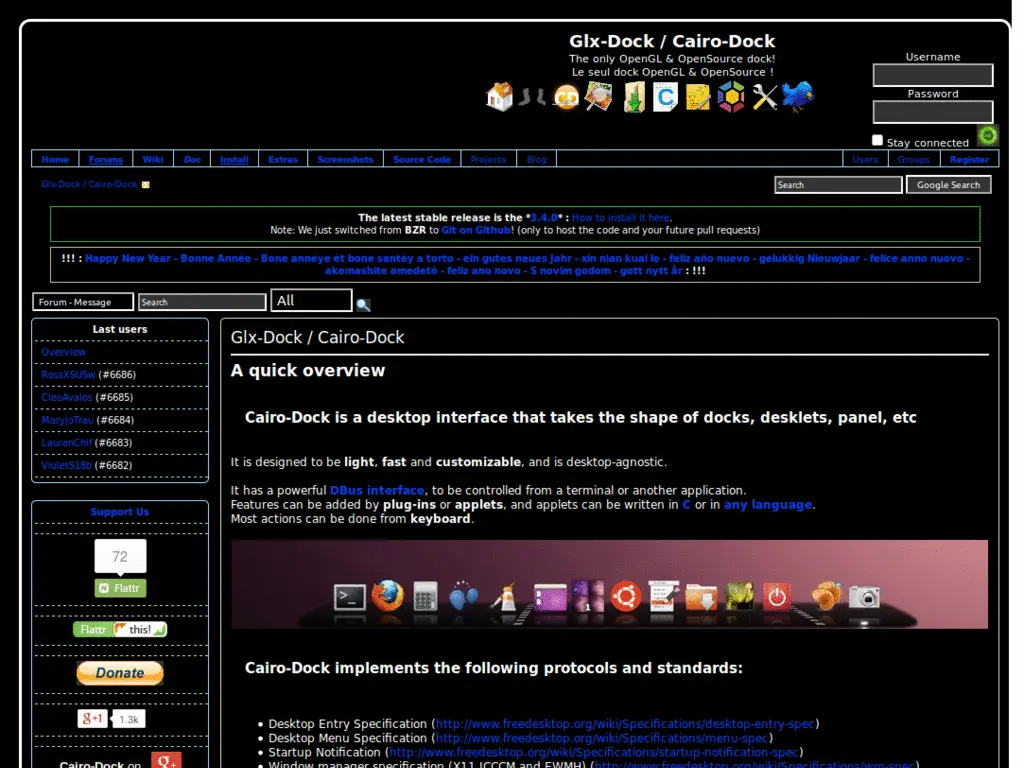 Glx-Dock / Cairo-Dock
The only OpenGL & OpenSource dock!
Le seul dock OpenGL & OpenSource !
Username
Password
Stay connected
Home Forums Wiki Doc Install Extras Screenshots Source Code Projects Blog Users Groups Register
Glx-Dock / Cairo-Dock
Search Google Search
The latest stable release is the *3.4.0* : How to install it here.
Note: We just switched from BZR to Git on Github! (only to host the code and your future pull requests)
!!! : Happy New Year - Bonne Année - Bone annéye èt bone santéy a torto - ein gutes neues Jahr - xin nian kuai le - feliz año nuevo - gelukkig Nieuwjaar - felice anno nuovo -
akemashite omedetō - feliz ano novo - S novim godom - gott nytt år : !!!
Forum - Message Search All
Last users
Overview
RossXSUSw (#6686)
CleoAvalos (#6685)
MaryjoTrau (#6684)
LaurenChif (#6683)
VioletS18b (#6682)
Support Us
72
Flattr
Flattr this!
Donate
g+1 1.3k
Cairo-Dock on g+
Glx-Dock / Cairo-Dock
A quick overview
Cairo-Dock is a desktop interface that takes the shape of docks, desklets, panel, etc
It is designed to be light, fast and customizable, and is desktop-agnostic.
It has a powerful DBus interface, to be controlled from a terminal or another application.
Features can be added by plug-ins or applets, and applets can be written in C or in any language.
Most actions can be done from keyboard.
Cairo-Dock implements the following protocols and standards:
• Desktop Entry Specification (http://www.freedesktop.org/wiki/Specifications/desktop-entry-spec)
• Desktop Menu Specification (http://www.freedesktop.org/wiki/Specifications/menu-spec)
• Startup Notification (http://www.freedesktop.org/wiki/Specifications/startup-notification-spec)
• Window manager specification (X11 ICCCM and EWMH) (http://www.freedesktop.org/wiki/Specifications/wm-spec)